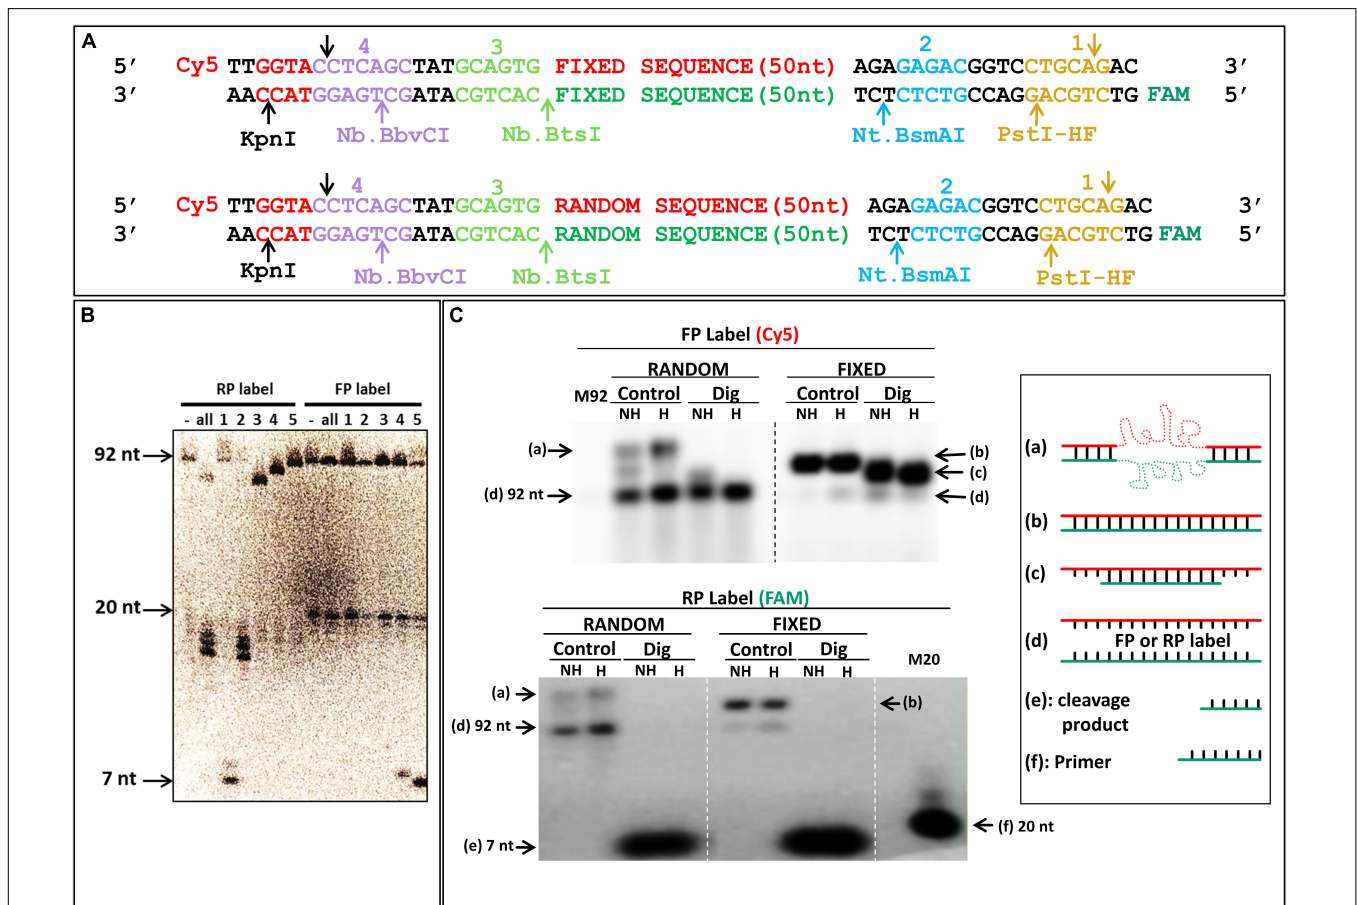 A
4 3 2 1
5′ Cy5 TTGGTACCTCAGCTATGCAGTG FIXED SEQUENCE(50nt) AGAGAGACGGTCCTGCAGAC 3′
3′ AACCATGGAGTCGATACGTCAC FIXED SEQUENCE(50nt) TCTCTCTGCCAGGACGTCTG FAM 5′
KpnI Nb.BbvCI Nb.BtsI Nt.BsmAI PstI-HF
4 3 2 1
5′ Cy5 TTGGTACCTCAGCTATGCAGTG RANDOM SEQUENCE(50nt) AGAGAGACGGTCCTGCAGAC 3′
3′ AACCATGGAGTCGATACGTCAC RANDOM SEQUENCE(50nt) TCTCTCTGCCAGGACGTCTG FAM 5′
KpnI Nb.BbvCI Nb.BtsI Nt.BsmAI PstI-HF
B
RP label FP label
- all 1 2 3 4 5 - all 1 2 3 4 5
92 nt
20 nt
7 nt
C
FP Label (Cy5)
RANDOM FIXED
M92 Control Dig Control Dig
NH H NH H NH H NH H
(a) (b)
(c)
(d) 92 nt (d)
RP Label (FAM)
RANDOM FIXED
Control Dig Control Dig M20
NH H NH H NH H NH H
(a) (b)
(d) 92 nt
(f) 20 nt
(e) 7 nt
(a)
(b)
(c)
(d) FP or RP label
(e): cleavage
product
(f): Primer